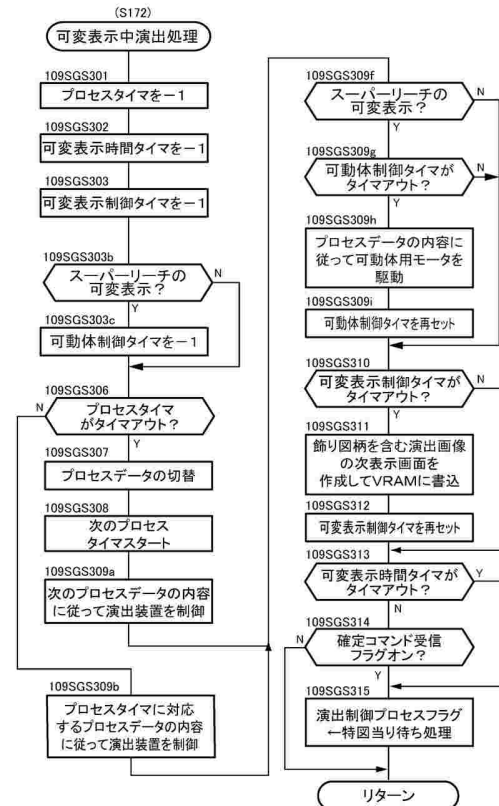 (S172)
可変表示中演出処理
109SGS301
プロセスタイマを－1
109SGS302
可変表示時間タイマを－1
109SGS303
可変表示制御タイマを－1
109SGS303b
スーパーリーチの
可変表示？
N
Y
109SGS303c
可動体制御タイマを－1
109SGS306
N
プロセスタイマ
がタイマアウト？
Y
109SGS307
プロセスデータの切替
109SGS308
次のプロセス
タイマスタート
109SGS309a
次のプロセスデータの内容
に従って演出装置を制御
109SGS309b
プロセスタイマに対応
するプロセスデータの内容
に従って演出装置を制御
109SGS309f
スーパーリーチの
可変表示？
N
Y
109SGS309g
可動体制御タイマが
タイマアウト？
N
Y
109SGS309h
プロセスデータの内容に
従って可動体用モータを
駆動
109SGS309i
可動体制御タイマを再セット
109SGS310
可変表示制御タイマが
タイマアウト？
N
Y
109SGS311
飾り図柄を含む演出画像
の次表示画面を
作成してVRAMに書込
109SGS312
可変表示制御タイマを再セット
109SGS313
可変表示時間タイマが
タイマアウト？
Y
N
109SGS314
N
確定コマンド受信
フラグオン？
Y
109SGS315
演出制御プロセスフラグ
←特図当り待ち処理
リターン